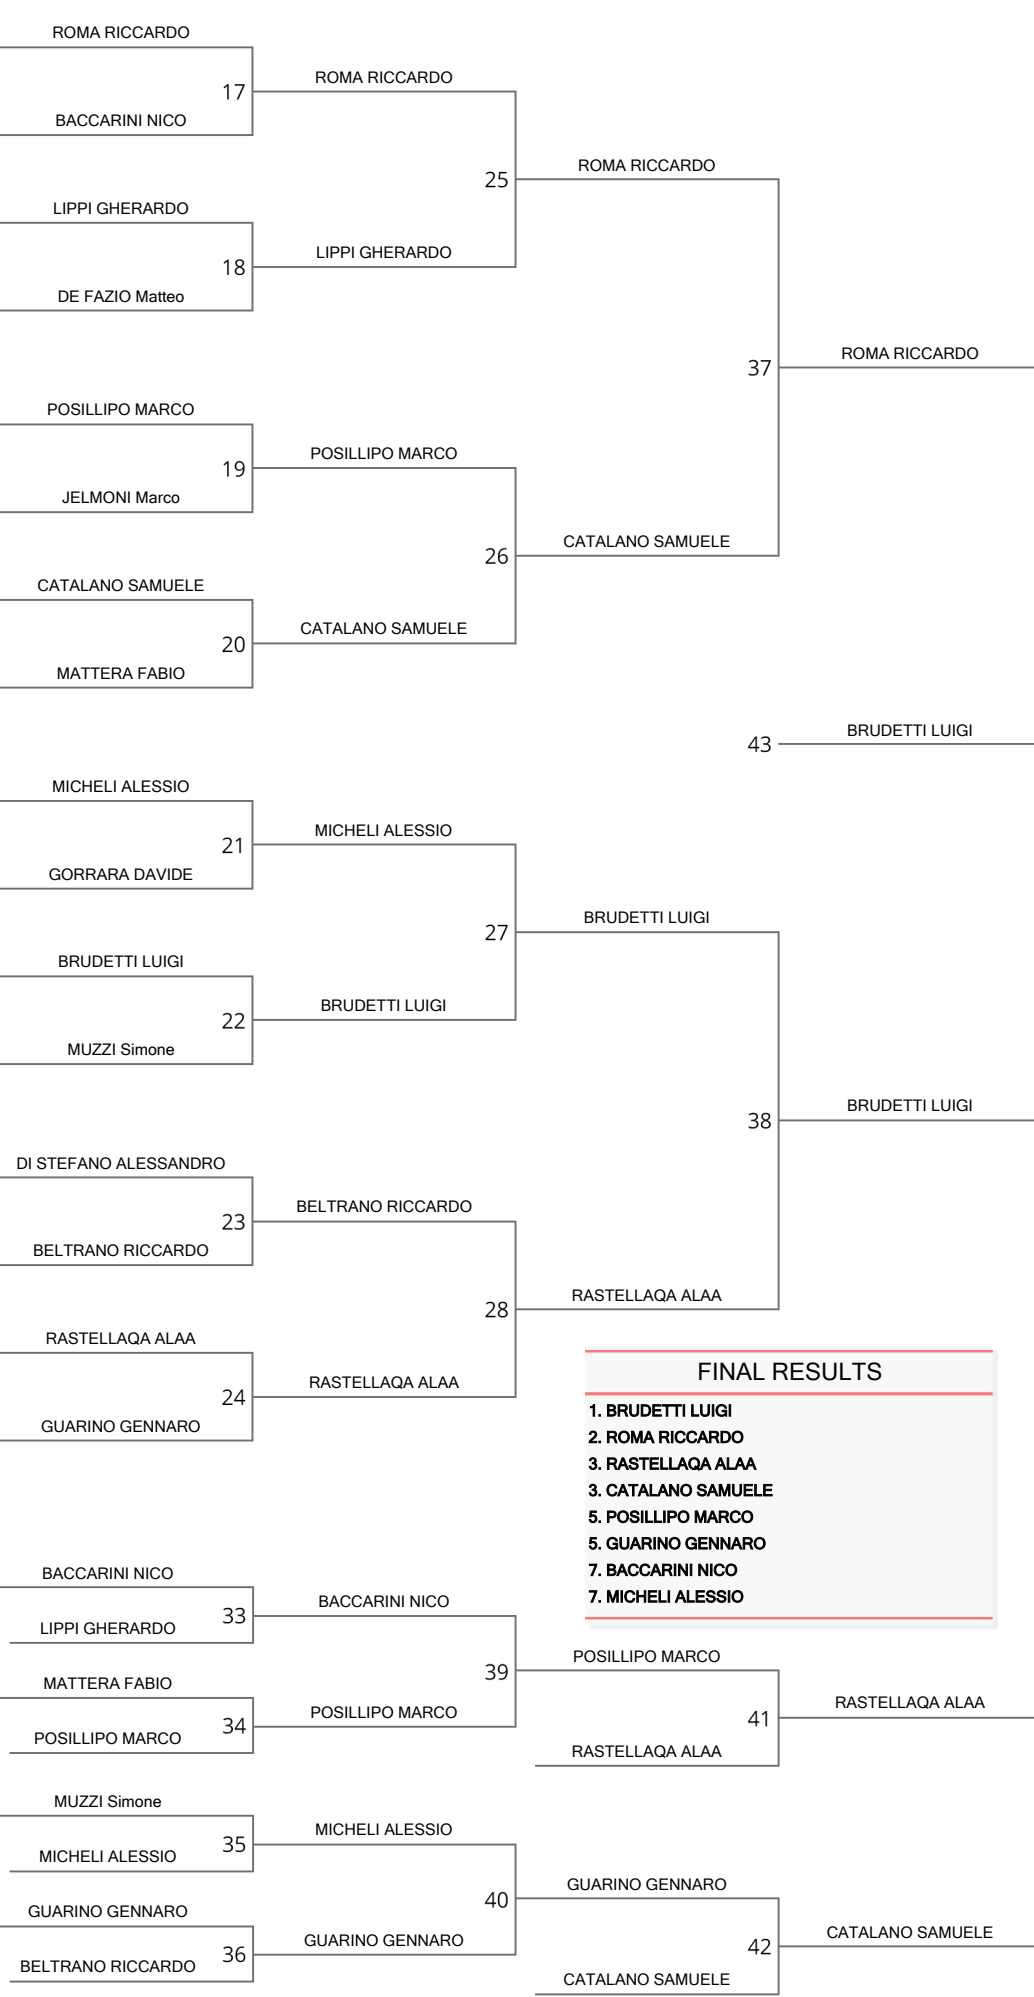 ROMA RICCARDO
17
ROMA RICCARDO
BACCARINI NICO
25
ROMA RICCARDO
LIPPI GHERARDO
18
LIPPI GHERARDO
DE FAZIO Matteo
37
ROMA RICCARDO
POSILLIPO MARCO
19
POSILLIPO MARCO
JELMONI Marco
26
CATALANO SAMUELE
CATALANO SAMUELE
20
CATALANO SAMUELE
MATTERA FABIO
43
BRUDETTI LUIGI
MICHELI ALESSIO
21
MICHELI ALESSIO
GORRARA DAVIDE
27
BRUDETTI LUIGI
BRUDETTI LUIGI
22
BRUDETTI LUIGI
MUZZI Simone
38
BRUDETTI LUIGI
DI STEFANO ALESSANDRO
23
BELTRANO RICCARDO
BELTRANO RICCARDO
28
RASTELLAQA ALAA
RASTELLAQA ALAA
24
RASTELLAQA ALAA
GUARINO GENNARO
FINAL RESULTS
1. BRUDETTI LUIGI
2. ROMA RICCARDO
3. RASTELLAQA ALAA
3. CATALANO SAMUELE
5. POSILLIPO MARCO
5. GUARINO GENNARO
7. BACCARINI NICO
7. MICHELI ALESSIO
BACCARINI NICO
33
BACCARINI NICO
LIPPI GHERARDO
39
POSILLIPO MARCO
MATTERA FABIO
34
POSILLIPO MARCO
POSILLIPO MARCO
41
RASTELLAQA ALAA
RASTELLAQA ALAA
MUZZI Simone
35
MICHELI ALESSIO
MICHELI ALESSIO
40
GUARINO GENNARO
GUARINO GENNARO
36
GUARINO GENNARO
BELTRANO RICCARDO
42
CATALANO SAMUELE
CATALANO SAMUELE